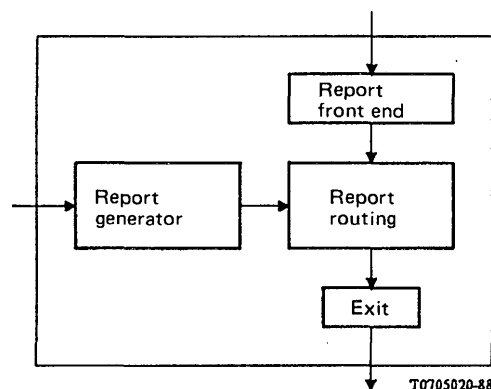 Report
front end
Report
generator
Report
routing
Exit
T0705020-88